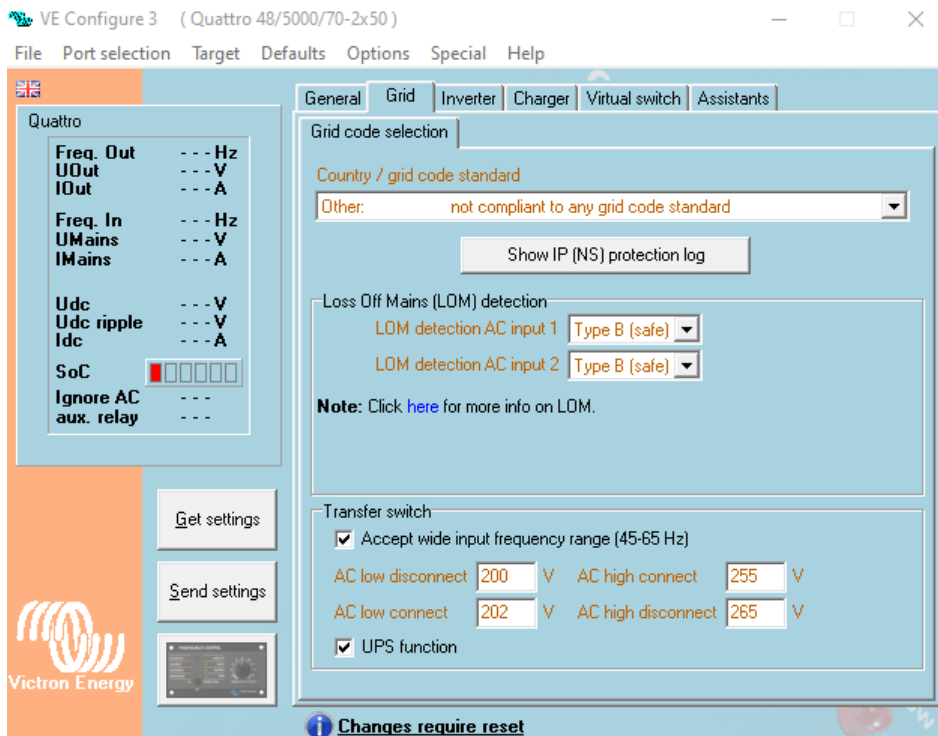 VE Configure 3 ( Quattro 48/5000/70-2x50 )
File Port selection Target Defaults Options Special Help
General Grid Inverter Charger Virtual switch Assistants
Quattro
Freq. Out - - - Hz
UOut - - - V
IOut - - - A
Freq. In - - - Hz
UMains - - - V
IMains - - - A
Udc - - - V
Udc ripple - - - V
Idc - - - A
SoC
Ignore AC - - -
aux. relay - - -
Get settings
Send settings
Victron Energy
Grid code selection
Country / grid code standard
Other: not compliant to any grid code standard
Show IP (NS) protection log
Loss Off Mains (LOM) detection
LOM detection AC input 1 Type B (safe)
LOM detection AC input 2 Type B (safe)
Note: Click here for more info on LOM.
Transfer switch
Accept wide input frequency range (45-65 Hz)
AC low disconnect 200 V AC high connect 255 V
AC low connect 202 V AC high disconnect 265 V
UPS function
Changes require reset